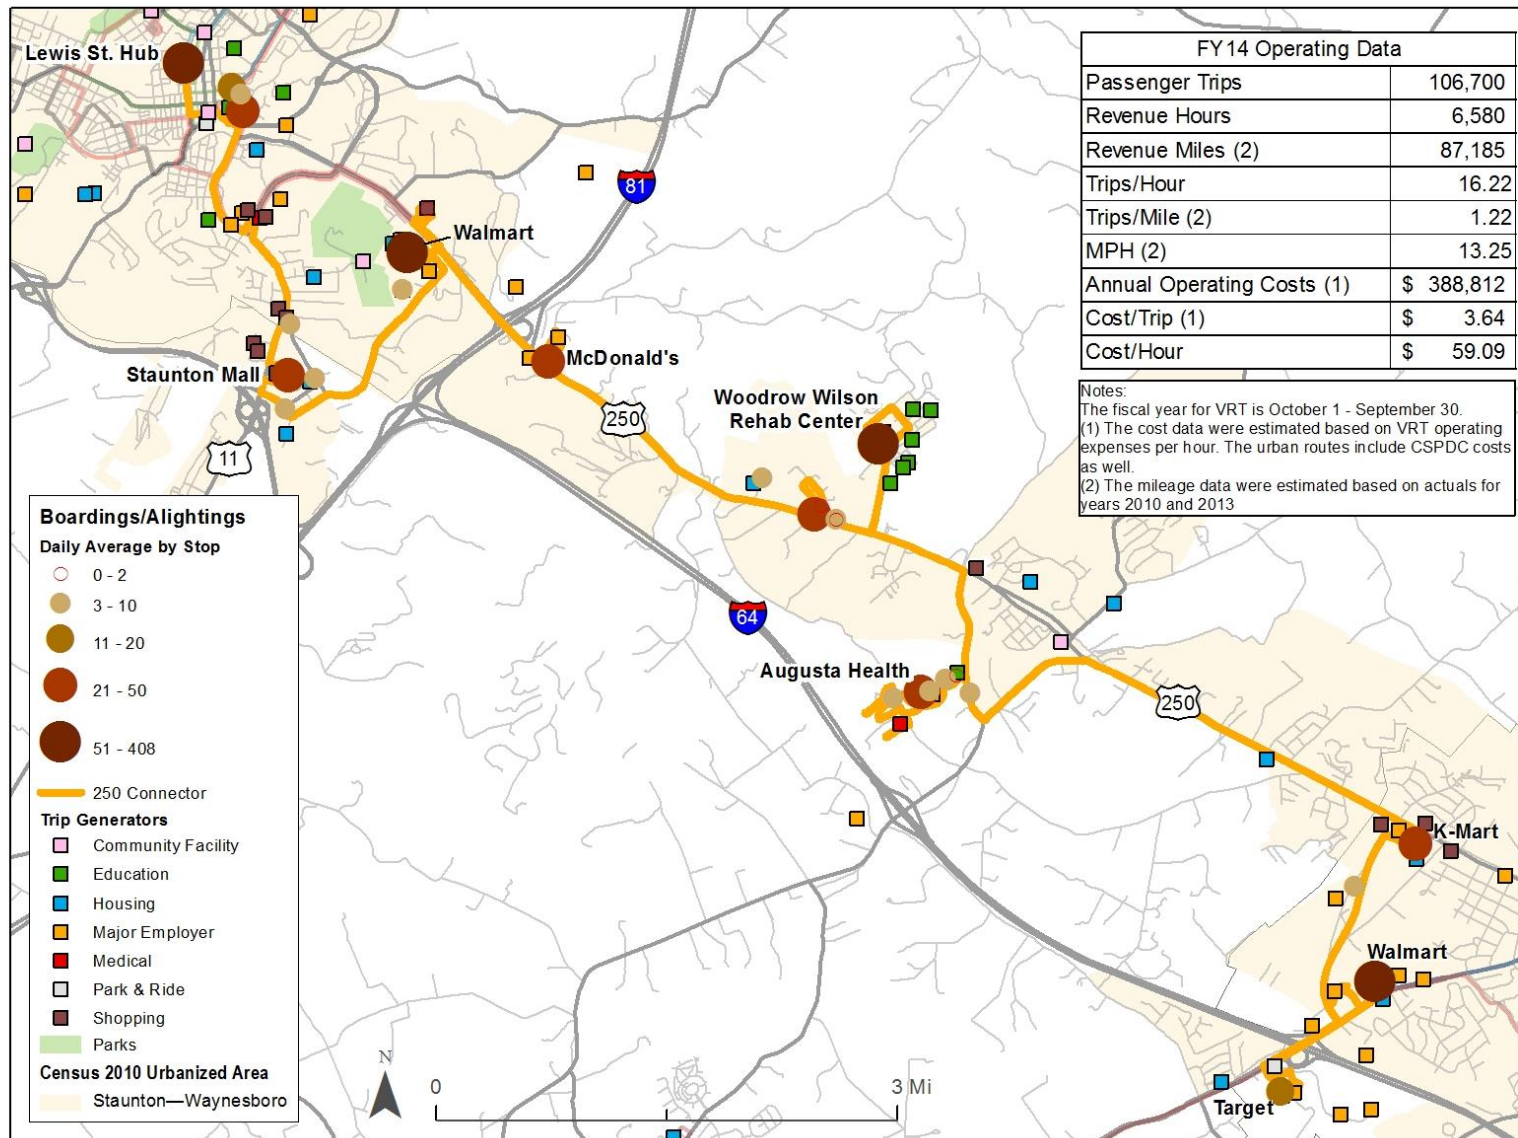 Lewis St. Hub
81
Walmart
McDonald's
Staunton Mall
250
11
Woodrow Wilson
Rehab Center
64
Augusta Health
250
K-Mart
Walmart
Target
FY14 Operating Data
Passenger Trips 106,700
Revenue Hours 6,580
Revenue Miles (2) 87,185
Trips/Hour 16.22
Trips/Mile (2) 1.22
MPH (2) 13.25
Annual Operating Costs (1) $ 388,812
Cost/Trip (1) $ 3.64
Cost/Hour $ 59.09
Notes:
The fiscal year for VRT is October 1 - September 30.
(1) The cost data were estimated based on VRT operating
expenses per hour. The urban routes include CSPDC costs
as well.
(2) The mileage data were estimated based on actuals for
years 2010 and 2013
Boardings/Alightings
Daily Average by Stop
0 - 2
3 - 10
11 - 20
21 - 50
51 - 408
250 Connector
Trip Generators
Community Facility
Education
Housing
Major Employer
Medical
Park & Ride
Shopping
Parks
Census 2010 Urbanized Area
Staunton—Waynesboro
N
0 3 Mi